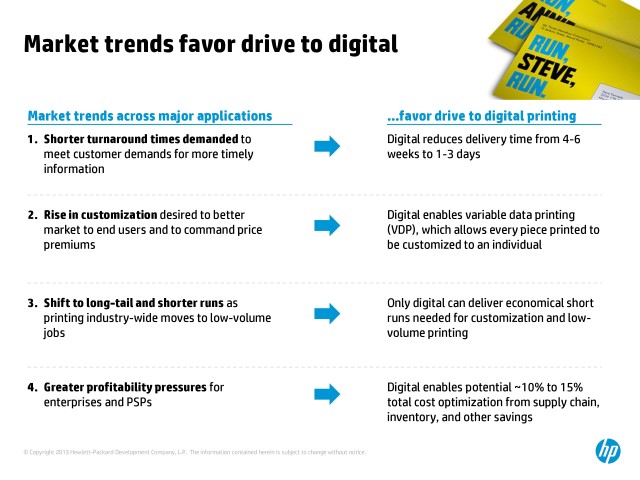 Market trends favor drive to digital
RUN,
ANNIE,
RUN.
RUN,
STEVE,
RUN.
Market trends across major applications
...favor drive to digital printing
1. Shorter turnaround times demanded to
meet customer demands for more timely
information
Digital reduces delivery time from 4-6
weeks to 1-3 days
2. Rise in customization desired to better
market to end users and to command price
premiums
Digital enables variable data printing
(VDP), which allows every piece printed to
be customized to an individual
3. Shift to long-tail and shorter runs as
printing industry-wide moves to low-volume
jobs
Only digital can deliver economical short
runs needed for customization and low-
volume printing
4. Greater profitability pressures for
enterprises and PSPs
Digital enables potential ~10% to 15%
total cost optimization from supply chain,
inventory, and other savings
© Copyright 2013 Hewlett-Packard Development Company, L.P. The information contained herein is subject to change without notice.
hp